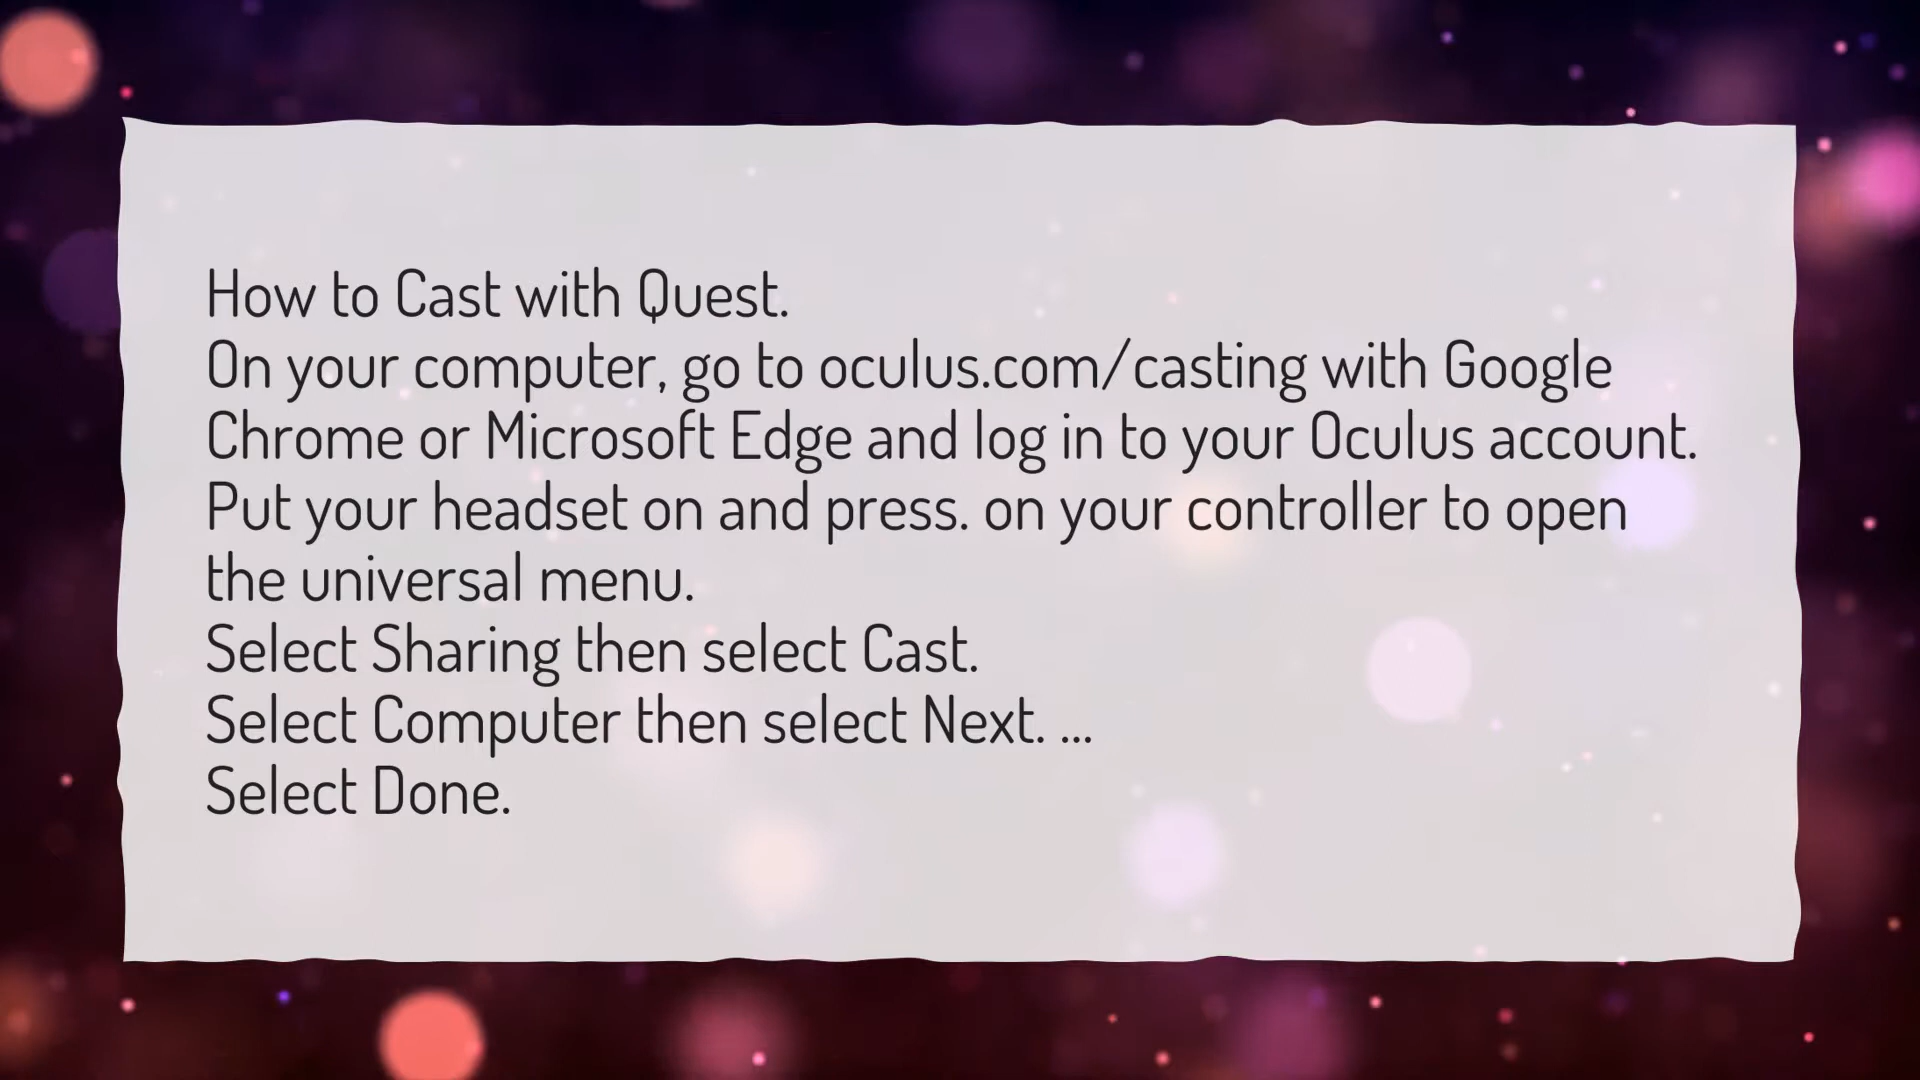 How to Cast with Quest.
On your computer, go to oculus.com/casting with Google
Chrome or Microsoft Edge and log in to your Oculus account.
Put your headset on and press. on your controller to open
the universal menu.
Select Sharing then select Cast.
Select Computer then select Next. ...
Select Done.